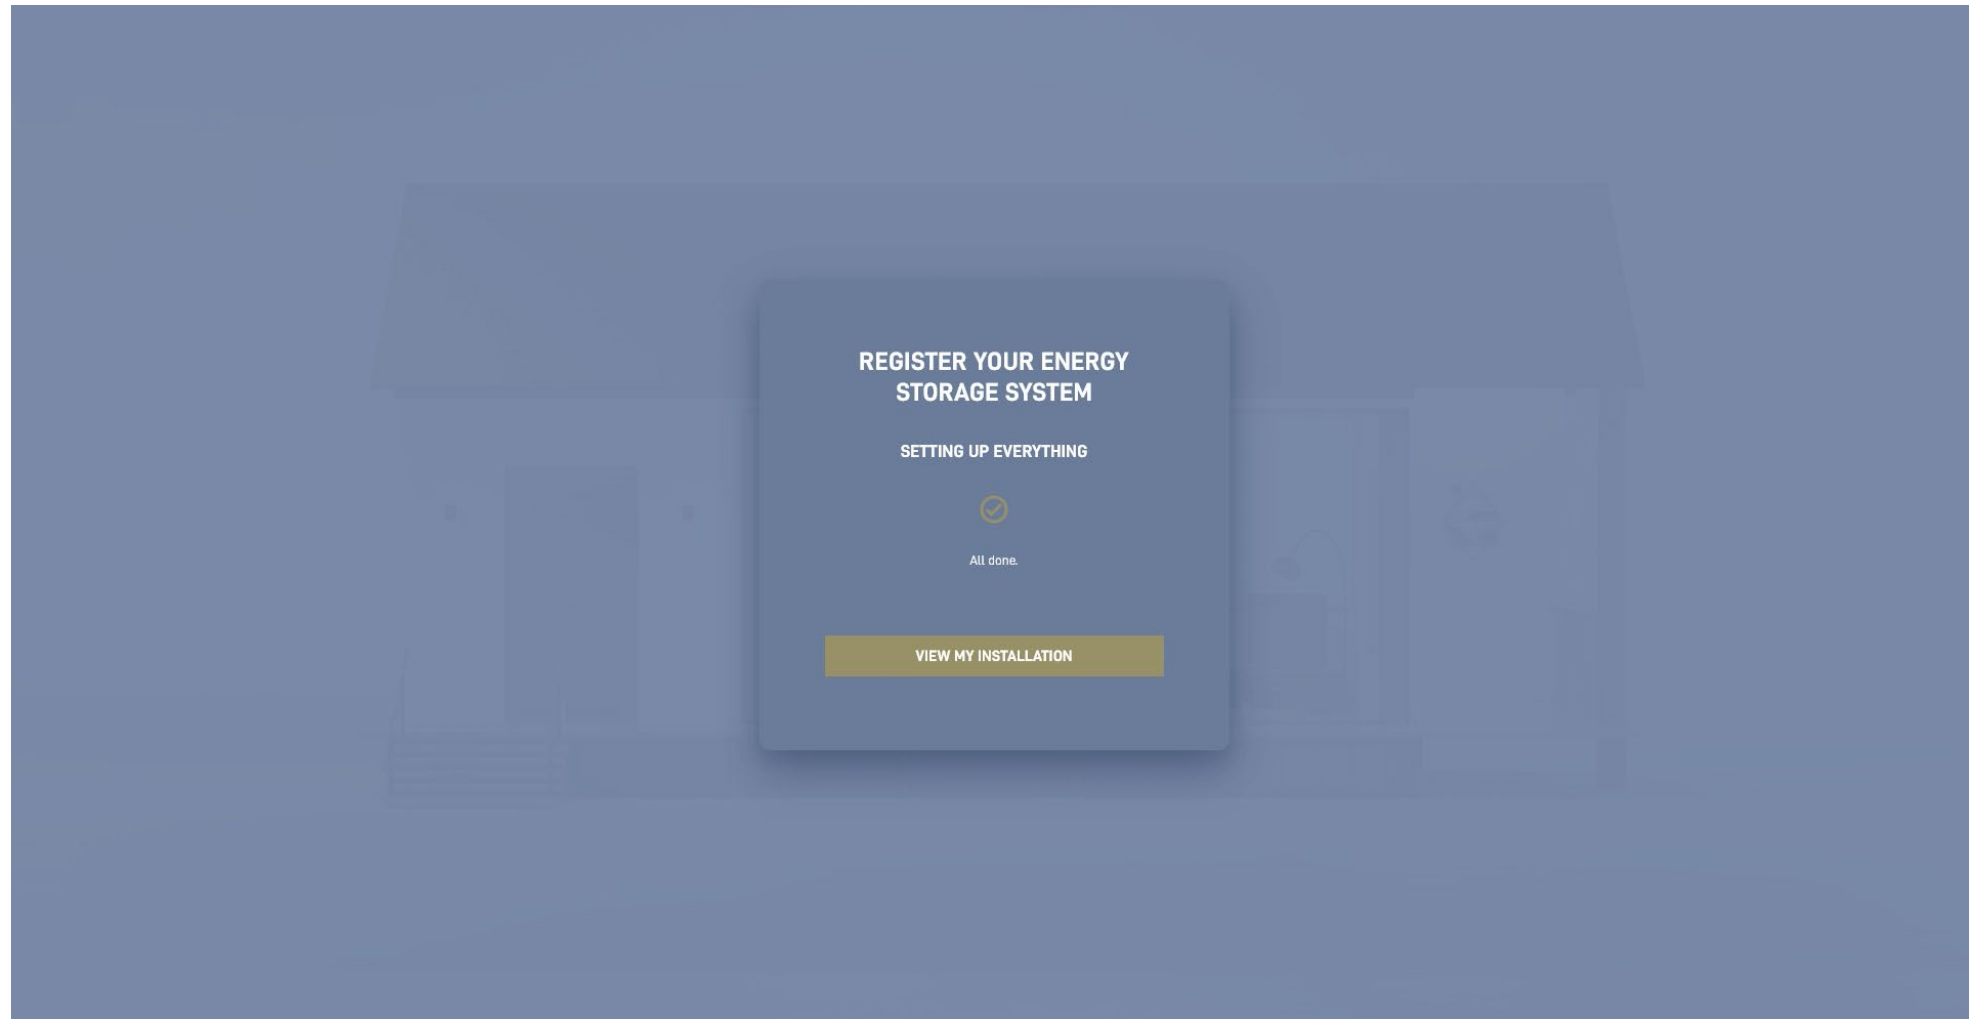 REGISTER YOUR ENERGY
STORAGE SYSTEM
SETTING UP EVERYTHING
All done.
VIEW MY INSTALLATION